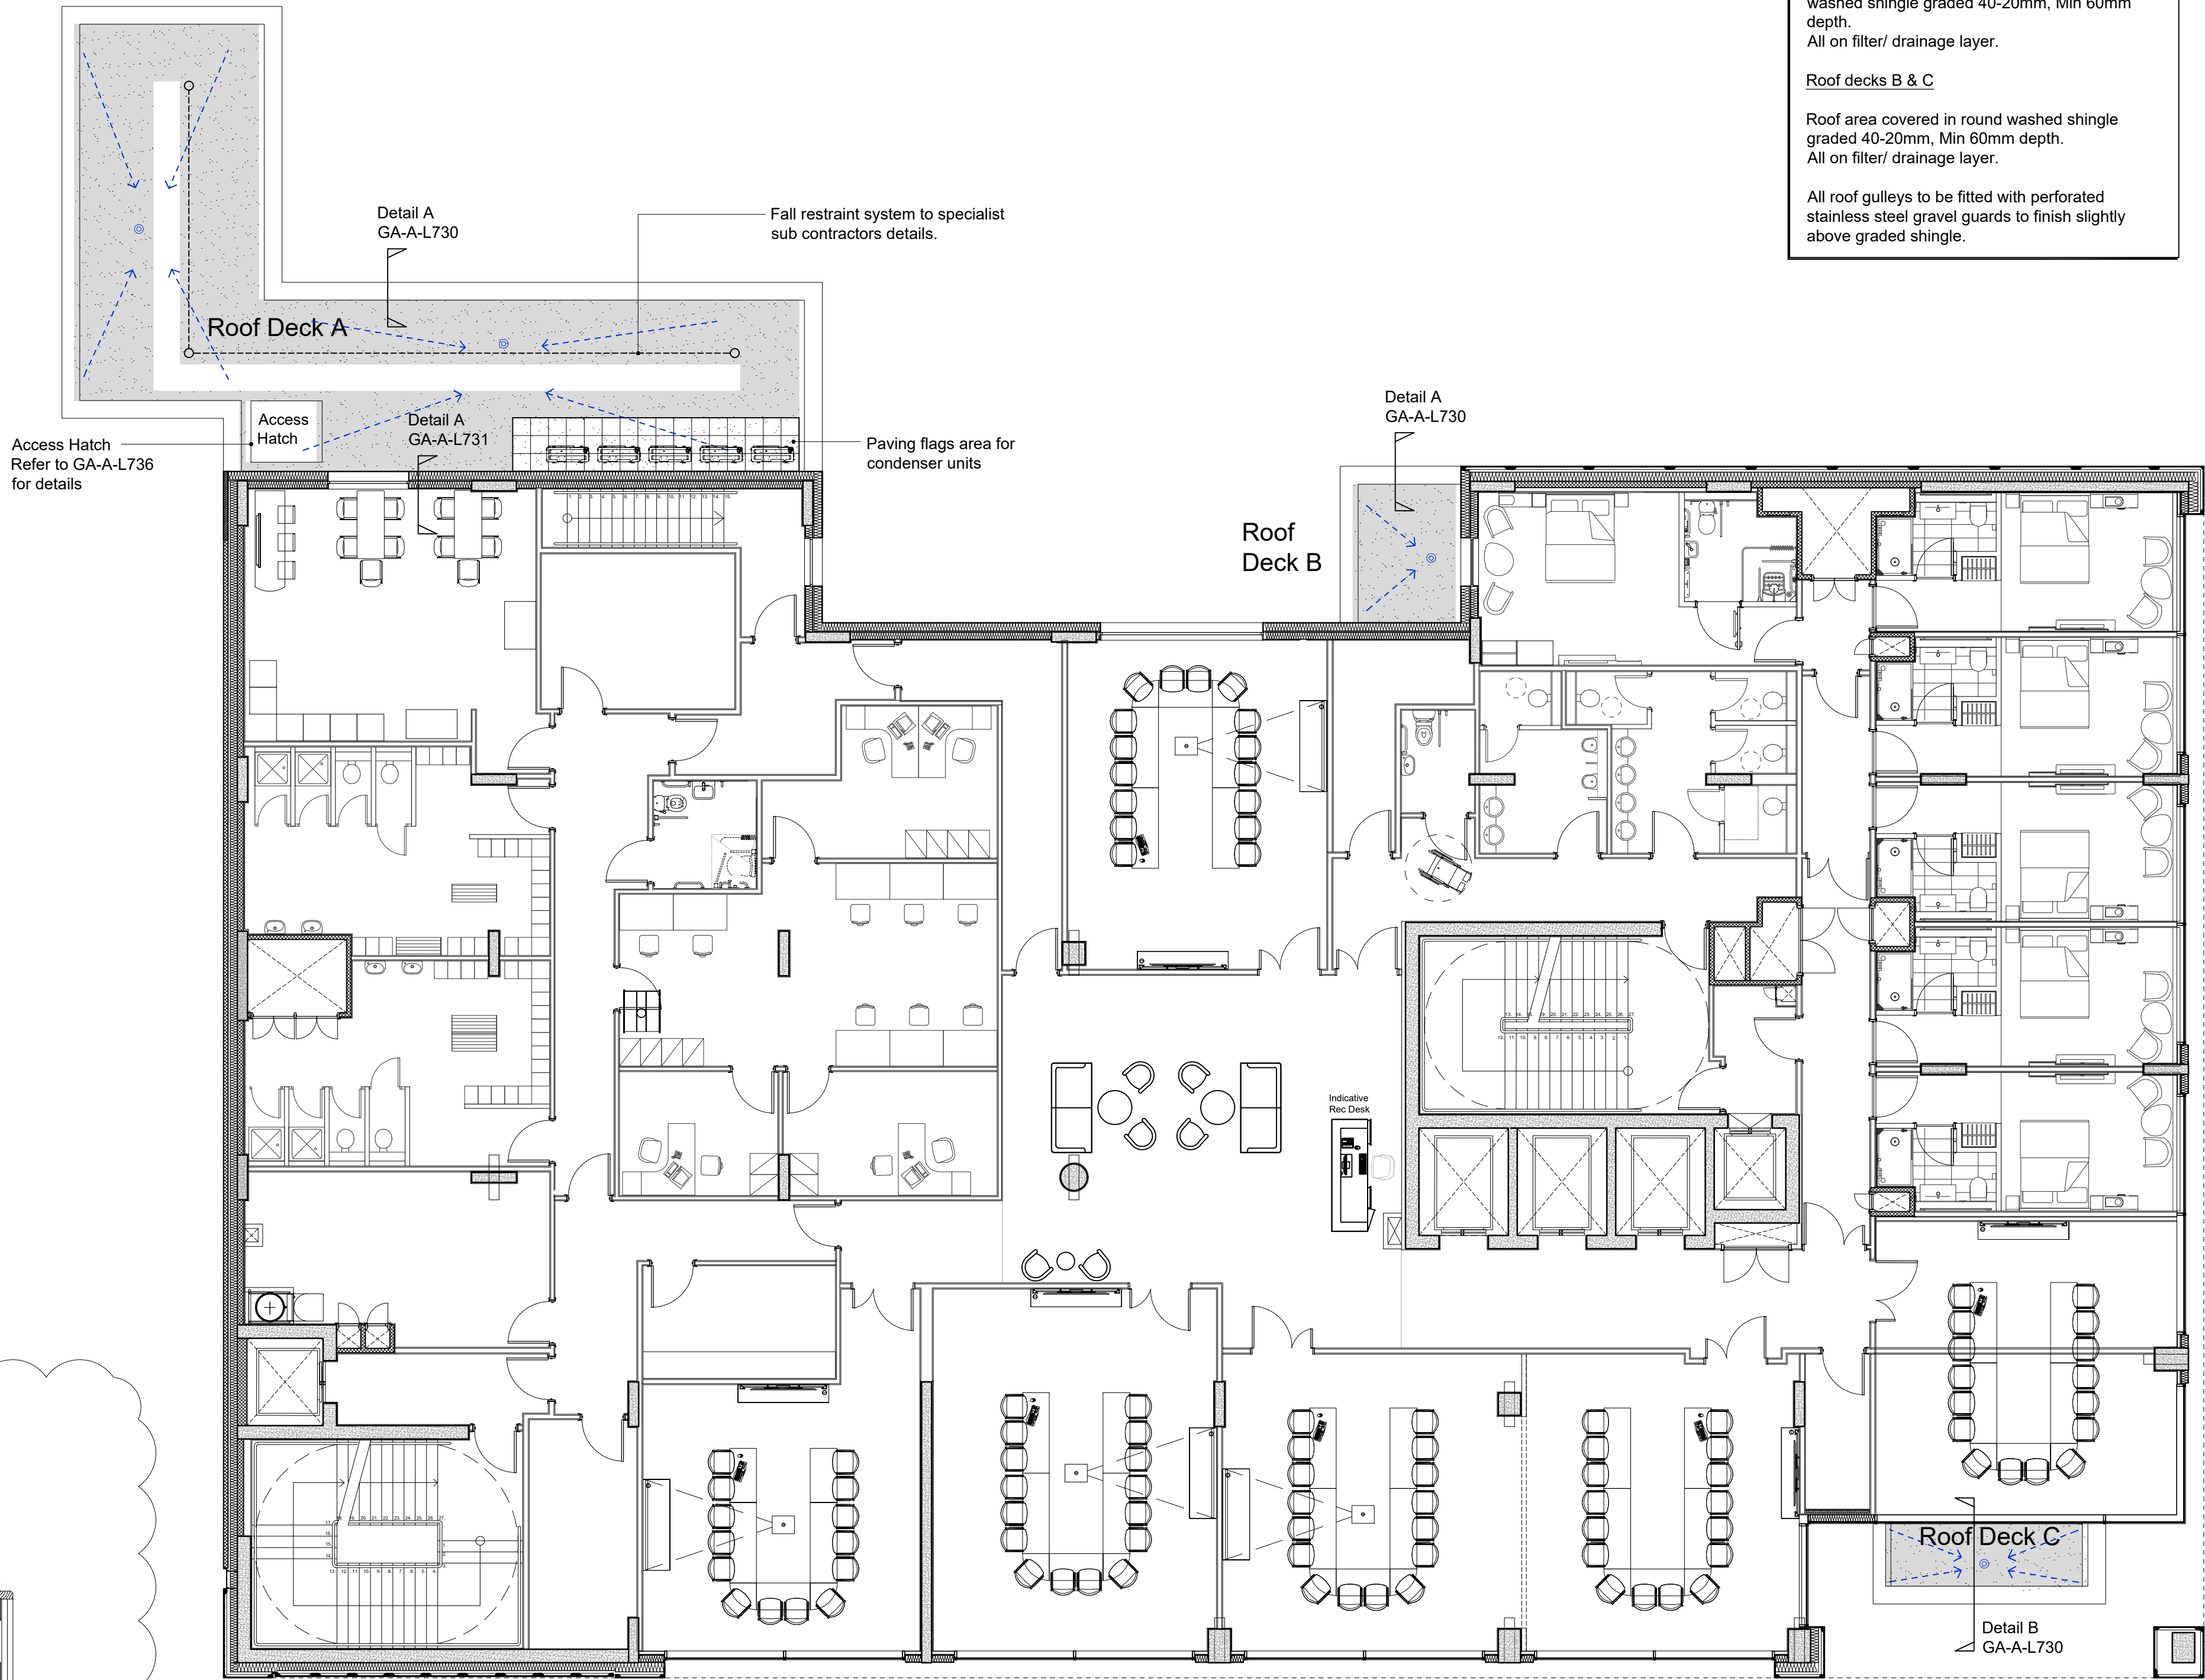 washed shingle graded 40-20mm, Min 60mm
depth.
All on filter/ drainage layer.
Roof decks B & C
Roof area covered in round washed shingle
graded 40-20mm, Min 60mm depth.
All on filter/ drainage layer.
All roof gulleys to be fitted with perforated
stainless steel gravel guards to finish slightly
above graded shingle.
Detail A
GA-A-L730
Fall restraint system to specialist
sub contractors details.
Roof Deck A
Access
Hatch
Detail A
GA-A-L731
Access Hatch
Refer to GA-A-L736
for details
Paving flags area for
condenser units
Detail A
GA-A-L730
Roof
Deck B
Indicative
Rec Desk
Roof Deck C
Detail B
GA-A-L730